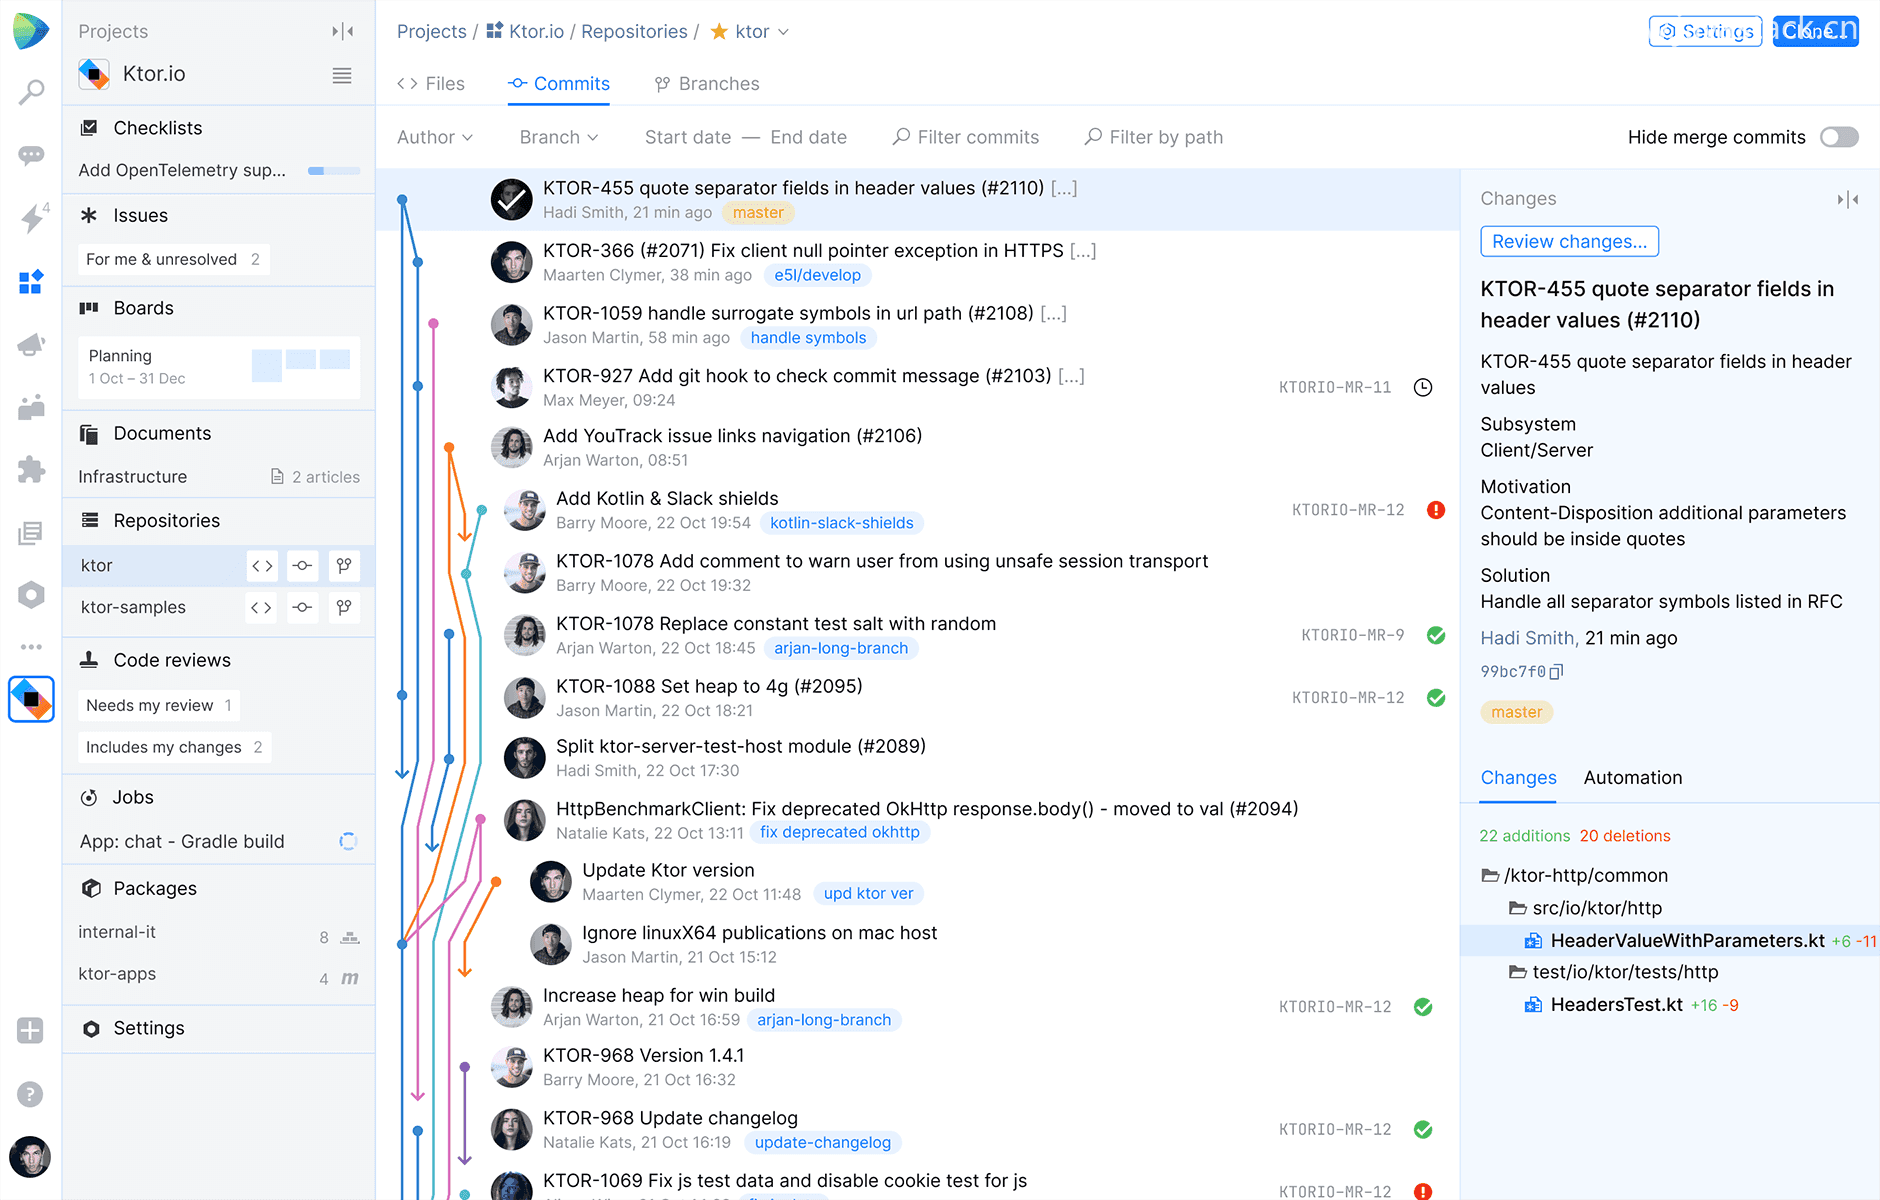 Projects
Ktor.io
Checklists
Add OpenTelemetry sup...
Issues
For me & unresolved 2
Boards
Planning
1 Oct – 31 Dec
Documents
Infrastructure 2 articles
Repositories
ktor
ktor-samples
Code reviews
Needs my review 1
Includes my changes 2
Jobs
App: chat - Gradle build
Packages
internal-it 8
ktor-apps 4 m
Settings
4
?
Projects / Ktor.io / Repositories / ktor
Settings
Clone...
ack.cn
Files Commits Branches
Author Branch Start date — End date Filter commits Filter by path Hide merge commits
KTOR-455 quote separator fields in header values (#2110) [...]
Hadi Smith, 21 min ago master
KTOR-366 (#2071) Fix client null pointer exception in HTTPS [...]
Maarten Clymer, 38 min ago e5l/develop
KTOR-1059 handle surrogate symbols in url path (#2108) [...]
Jason Martin, 58 min ago handle symbols
KTOR-927 Add git hook to check commit message (#2103) [...]
Max Meyer, 09:24
KTORIO-MR-11
Add YouTrack issue links navigation (#2106)
Arjan Warton, 08:51
Add Kotlin & Slack shields
Barry Moore, 22 Oct 19:54 kotlin-slack-shields
KTORIO-MR-12
KTOR-1078 Add comment to warn user from using unsafe session transport
Barry Moore, 22 Oct 19:32
KTOR-1078 Replace constant test salt with random
Arjan Warton, 22 Oct 18:45 arjan-long-branch
KTORIO-MR-9
KTOR-1088 Set heap to 4g (#2095)
Jason Martin, 22 Oct 18:21
KTORIO-MR-12
Split ktor-server-test-host module (#2089)
Hadi Smith, 22 Oct 17:30
HttpBenchmarkClient: Fix deprecated OkHttp response.body() - moved to val (#2094)
Natalie Kats, 22 Oct 13:11 fix deprecated okhttp
Update Ktor version
Maarten Clymer, 22 Oct 11:48 upd ktor ver
Ignore linuxX64 publications on mac host
Jason Martin, 21 Oct 15:12
Increase heap for win build
Arjan Warton, 21 Oct 16:59 arjan-long-branch
KTORIO-MR-12
KTOR-968 Version 1.4.1
Barry Moore, 21 Oct 16:32
KTOR-968 Update changelog
Natalie Kats, 21 Oct 16:19 update-changelog
KTORIO-MR-12
KTOR-1069 Fix js test data and disable cookie test for js
KTORIO-MR-12
Changes
Review changes...
KTOR-455 quote separator fields in
header values (#2110)
KTOR-455 quote separator fields in header
values
Subsystem
Client/Server
Motivation
Content-Disposition additional parameters
should be inside quotes
Solution
Handle all separator symbols listed in RFC
Hadi Smith, 21 min ago
99bc7f0
master
Changes Automation
22 additions 20 deletions
/ktor-http/common
src/io/ktor/http
HeaderValueWithParameters.kt +6 -11
test/io/ktor/tests/http
HeadersTest.kt +16 -9